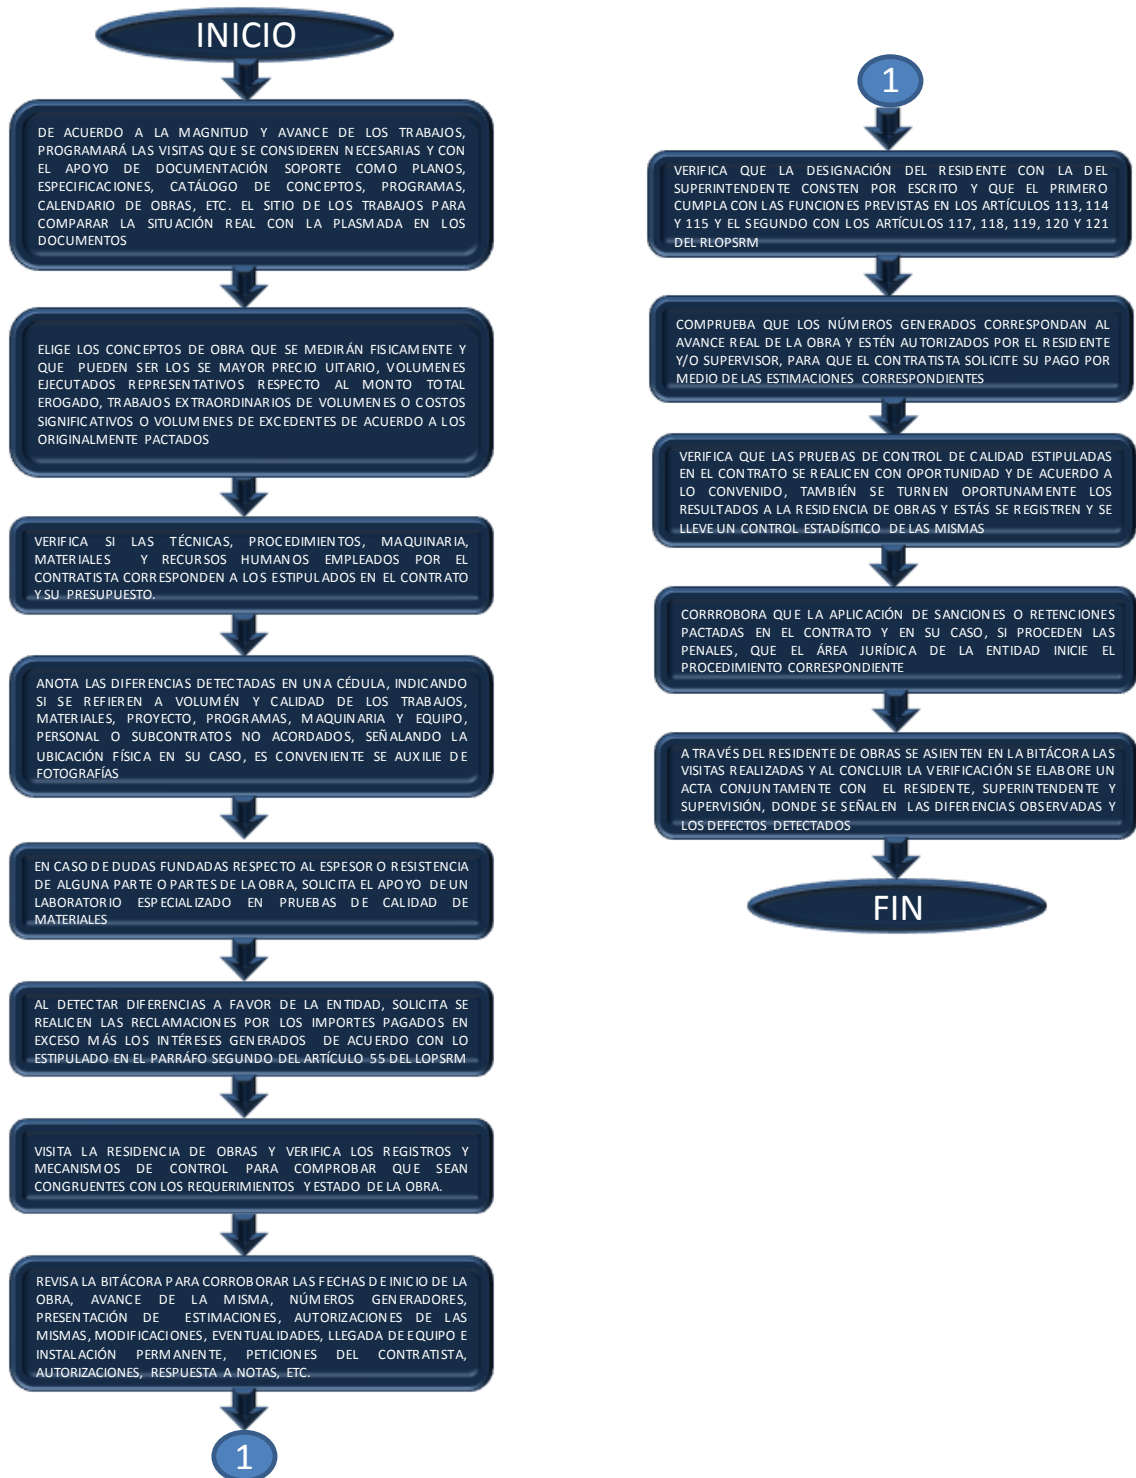 INICIO
DE ACUERDO A LA MAGNITUD Y AVANCE DE LOS TRABAJOS,
PROGRAMARÁ LAS VISITAS QUE SE CONSIDEREN NECESARIAS Y CON
EL APOYO DE DOCUMENTACIÓN SOPORTE COMO PLANOS,
ESPECIFICACIONES, CATÁLOGO DE CONCEPTOS, PROGRAMAS,
CALENDARIO DE OBRAS, ETC. EL SITIO DE LOS TRABAJOS PARA
COMPARAR LA SITUACIÓN REAL CON LA PLASMADA EN LOS
DOCUMENTOS
ELIGE LOS CONCEPTOS DE OBRA QUE SE MEDIRÁN FISICAMENTE Y
QUE PUEDEN SER LOS SE MAYOR PRECIO UITARIO, VOLUMENES
EJECUTADOS REPRESENTATIVOS RESPECTO AL MONTO TOTAL
EROGADO, TRABAJOS EXTRAORDINARIOS DE VOLUMENES O COSTOS
SIGNIFICATIVOS O VOLUMENES DE EXCEDENTES DE ACUERDO A LOS
ORIGINALMENTE PACTADOS
VERIFICA SI LAS TÉCNICAS, PROCEDIMIENTOS, MAQUINARIA,
MATERIALES Y RECURSOS HUMANOS EMPLEADOS POR EL
CONTRATISTA CORRESPONDEN A LOS ESTIPULADOS EN EL CONTRATO
Y SU PRESUPUESTO.
ANOTA LAS DIFERENCIAS DETECTADAS EN UNA CÉDULA, INDICANDO
SI SE REFIEREN A VOLUMÉN Y CALIDAD DE LOS TRABAJOS,
MATERIALES, PROYECTO, PROGRAMAS, MAQUINARIA Y EQUIPO,
PERSONAL O SUBCONTRATOS NO ACORDADOS, SEÑALANDO LA
UBICACIÓN FÍSICA EN SU CASO, ES CONVENIENTE SE AUXILIE DE
FOTOGRAFÍAS
EN CASO DE DUDAS FUNDADAS RESPECTO AL ESPESOR O RESISTENCIA
DE ALGUNA PARTE O PARTES DE LA OBRA, SOLICITA EL APOYO DE UN
LABORATORIO ESPECIALIZADO EN PRUEBAS DE CALIDAD DE
MATERIALES
AL DETECTAR DIFERENCIAS A FAVOR DE LA ENTIDAD, SOLICITA SE
REALICEN LAS RECLAMACIONES POR LOS IMPORTES PAGADOS EN
EXCESO MÁS LOS INTÉRESES GENERADOS DE ACUERDO CON LO
ESTIPULADO EN EL PARRÁFO SEGUNDO DEL ARTÍCULO 55 DEL LOPSRM
VISITA LA RESIDENCIA DE OBRAS Y VERIFICA LOS REGISTROS Y
MECANISMOS DE CONTROL PARA COMPROBAR QUE SEAN
CONGRUENTES CON LOS REQUERIMIENTOS Y ESTADO DE LA OBRA.
REVISA LA BITÁCORA PARA CORROBORAR LAS FECHAS DE INICIO DE LA
OBRA, AVANCE DE LA MISMA, NÚMEROS GENERADORES,
PRESENTACIÓN DE ESTIMACIONES, AUTORIZACIONES DE LAS
MISMAS, MODIFICACIONES, EVENTUALIDADES, LLEGADA DE EQUIPO E
INSTALACIÓN PERMANENTE, PETICIONES DEL CONTRATISTA,
AUTORIZACIONES, RESPUESTA A NOTAS, ETC.
1
1
VERIFICA QUE LA DESIGNACIÓN DEL RESIDENTE CON LA DEL
SUPERINTENDENTE CONSTEN POR ESCRITO Y QUE EL PRIMERO
CUMPLA CON LAS FUNCIONES PREVISTAS EN LOS ARTÍCULOS 113, 114
Y 115 Y EL SEGUNDO CON LOS ARTÍCULOS 117, 118, 119, 120 Y 121
DEL RLOPSRM
COMPRUEBA QUE LOS NÚMEROS GENERADOS CORRESPONDAN AL
AVANCE REAL DE LA OBRA Y ESTÉN AUTORIZADOS POR EL RESIDENTE
Y/O SUPERVISOR, PARA QUE EL CONTRATISTA SOLICITE SU PAGO POR
MEDIO DE LAS ESTIMACIONES CORRESPONDIENTES
VERIFICA QUE LAS PRUEBAS DE CONTROL DE CALIDAD ESTIPULADAS
EN EL CONTRATO SE REALICEN CON OPORTUNIDAD Y DE ACUERDO A
LO CONVENIDO, TAMBIÉN SE TURNEN OPORTUNAMENTE LOS
RESULTADOS A LA RESIDENCIA DE OBRAS Y ESTÁS SE REGISTREN Y SE
LLEVE UN CONTROL ESTADÍSITICO DE LAS MISMAS
CORRROBORA QUE LA APLICACIÓN DE SANCIONES O RETENCIONES
PACTADAS EN EL CONTRATO Y EN SU CASO, SI PROCEDEN LAS
PENALES, QUE EL ÁREA JURÍDICA DE LA ENTIDAD INICIE EL
PROCEDIMIENTO CORRESPONDIENTE
A TRAVÉS DEL RESIDENTE DE OBRAS SE ASIENTEN EN LA BITÁCORA LAS
VISITAS REALIZADAS Y AL CONCLUIR LA VERIFICACIÓN SE ELABORE UN
ACTA CONJUNTAMENTE CON EL RESIDENTE, SUPERINTENDENTE Y
SUPERVISIÓN, DONDE SE SEÑALEN LAS DIFERENCIAS OBSERVADAS Y
LOS DEFECTOS DETECTADOS
FIN